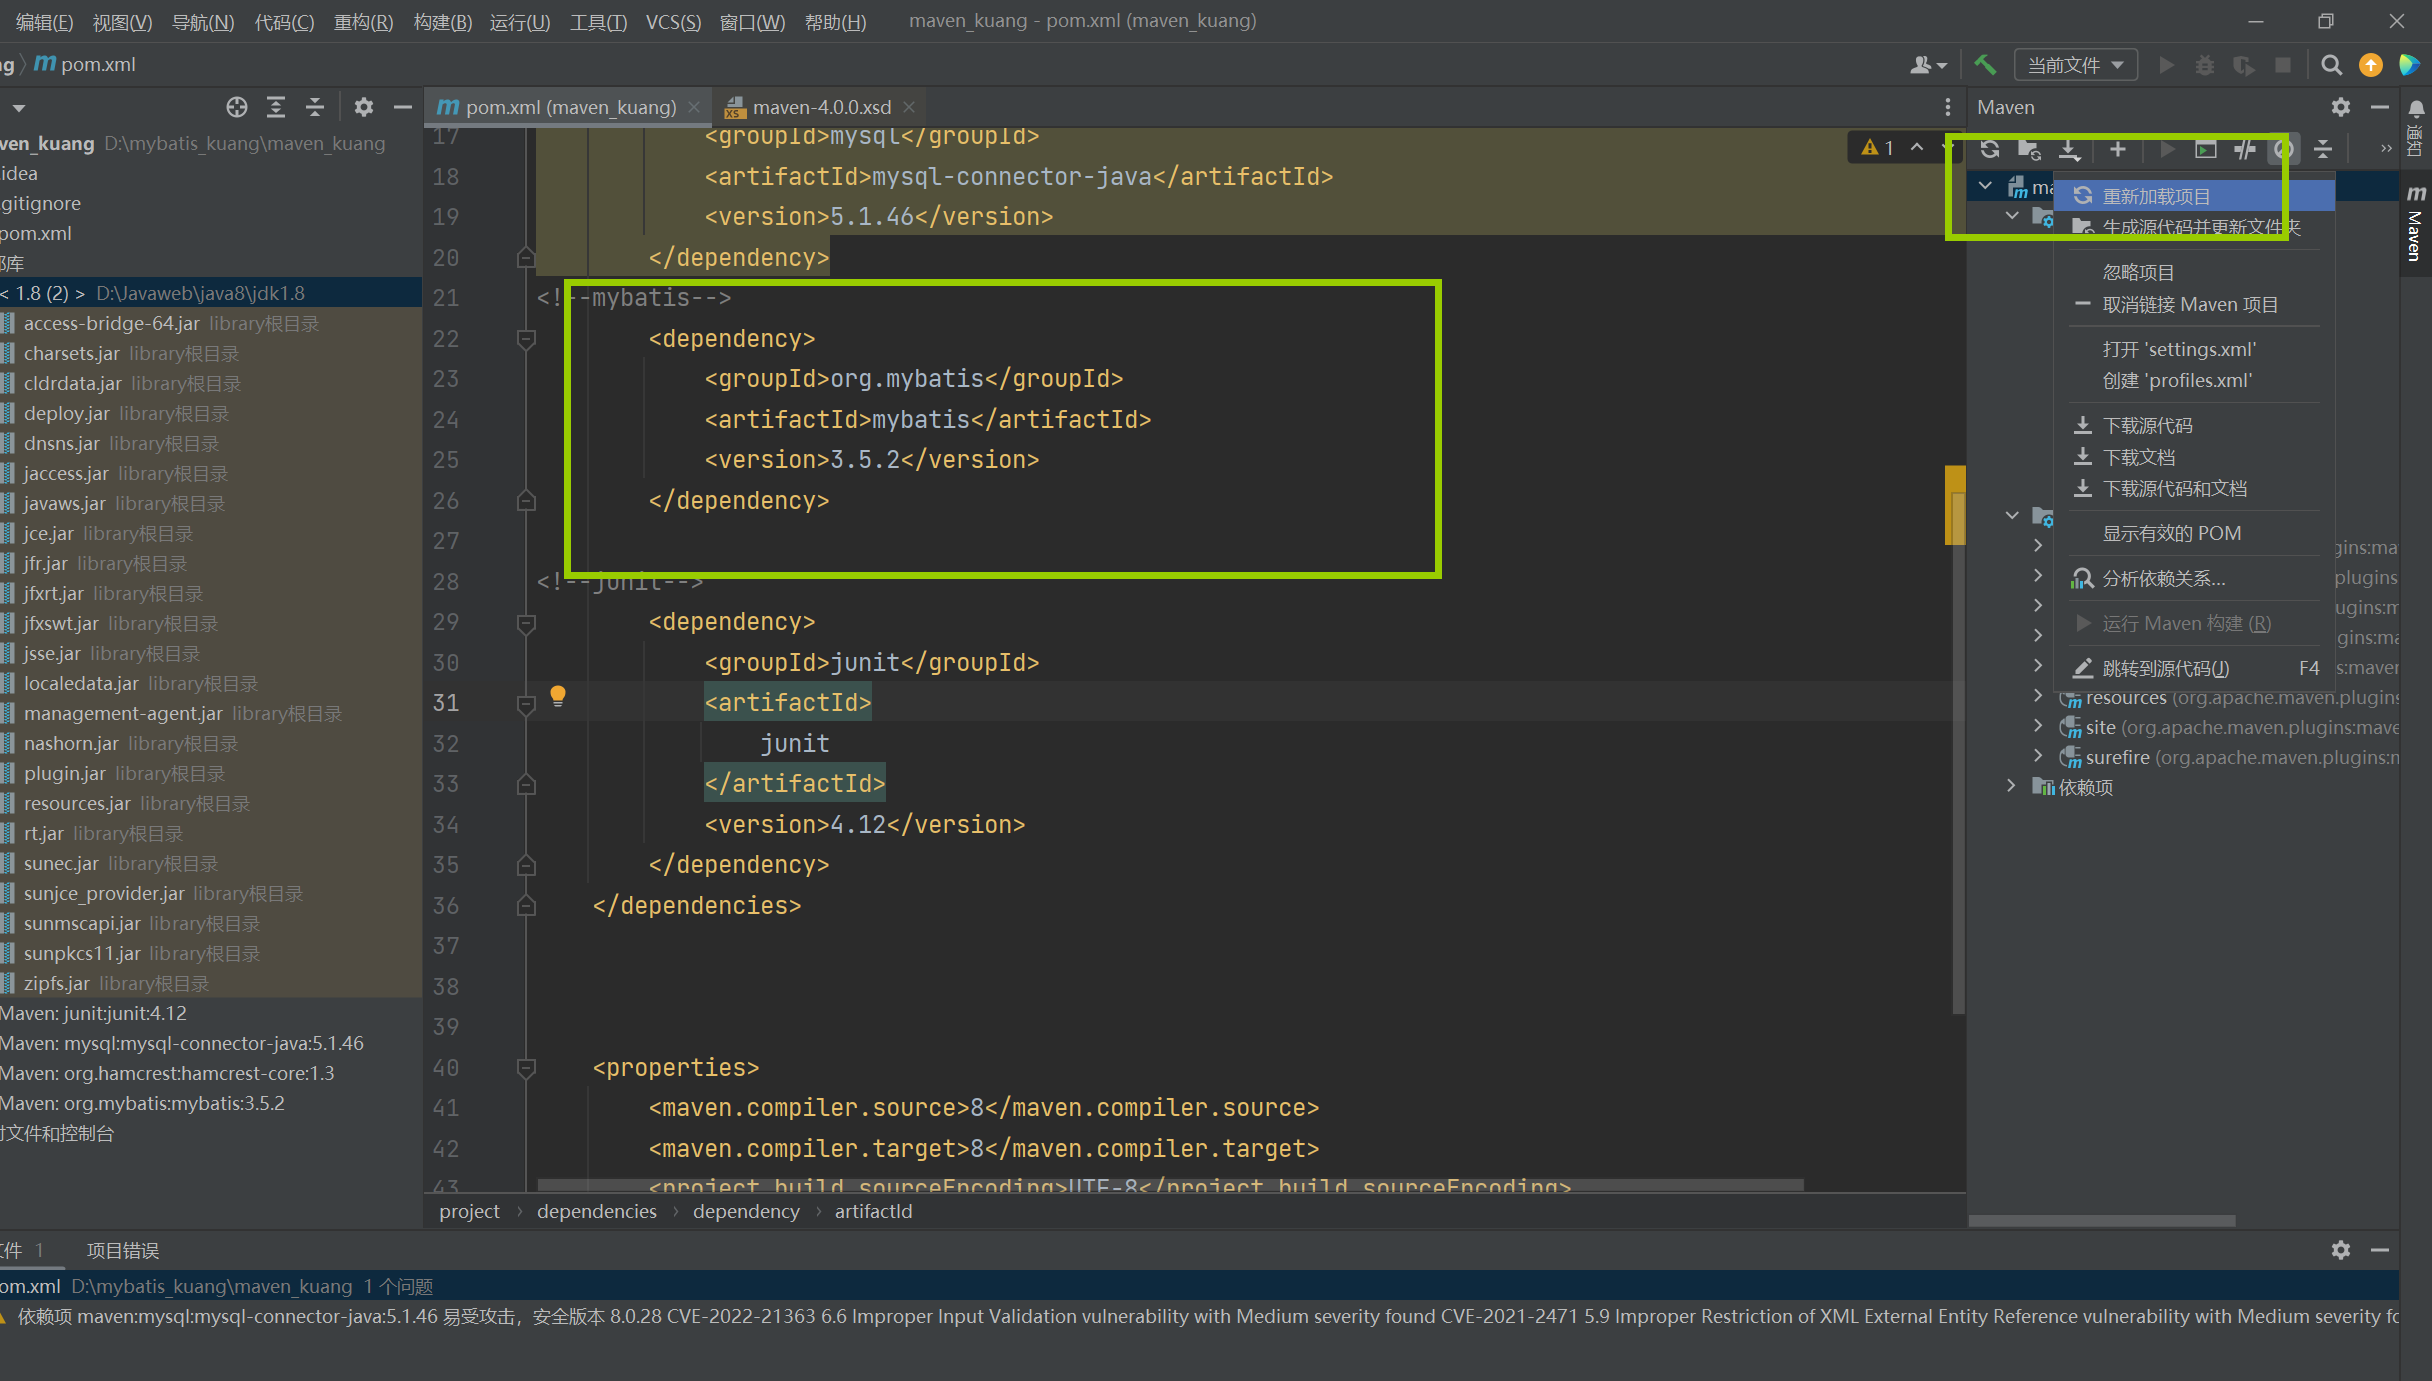 编辑(E) 视图(V) 导航(N) 代码(C) 重构(R) 构建(B) 运行(U) 工具(T) VCS(S) 窗口(W) 帮助(H) maven_kuang - pom.xml (maven_kuang)
pom.xml
当前文件
pom.xml (maven_kuang)
maven-4.0.0.xsd
Maven
通知
Maven
ven_kuang D:\mybatis_kuang\maven_kuang
idea
gitignore
pom.xml
部库
< 1.8 (2) > D:\Javaweb\java8\jdk1.8
access-bridge-64.jar library根目录
charsets.jar library根目录
cldrdata.jar library根目录
deploy.jar library根目录
dnsns.jar library根目录
jaccess.jar library根目录
javaws.jar library根目录
jce.jar library根目录
jfr.jar library根目录
jfxrt.jar library根目录
jfxswt.jar library根目录
jsse.jar library根目录
localedata.jar library根目录
management-agent.jar library根目录
nashorn.jar library根目录
plugin.jar library根目录
resources.jar library根目录
rt.jar library根目录
sunec.jar library根目录
sunjce_provider.jar library根目录
sunmscapi.jar library根目录
sunpkcs11.jar library根目录
zipfs.jar library根目录
Maven: junit:junit:4.12
Maven: mysql:mysql-connector-java:5.1.46
Maven: org.hamcrest:hamcrest-core:1.3
Maven: org.mybatis:mybatis:3.5.2
文件和控制台
17 <groupId>mysql</groupId>
18 <artifactId>mysql-connector-java</artifactId>
19 <version>5.1.46</version>
20 </dependency>
21 <!--mybatis-->
22 <dependency>
23 <groupId>org.mybatis</groupId>
24 <artifactId>mybatis</artifactId>
25 <version>3.5.2</version>
26 </dependency>
27
28 <!--junit-->
29 <dependency>
30 <groupId>junit</groupId>
31 <artifactId>
32 junit
33 </artifactId>
34 <version>4.12</version>
35 </dependency>
36 </dependencies>
37
38
39
40 <properties>
41 <maven.compiler.source>8</maven.compiler.source>
42 <maven.compiler.target>8</maven.compiler.target>
43 <project.build.sourceEncoding>UTF-8</project.build.sourceEncoding>
1
ma
重新加载项目
生成源代码并更新文件夹
忽略项目
取消链接 Maven 项目
打开 'settings.xml'
创建 'profiles.xml'
下载源代码
下载文档
下载源代码和文档
显示有效的 POM
分析依赖关系...
运行 Maven 构建 (R)
跳转到源代码(J) F4
gins:ma
plugins
ugins:m
gins:ma
s:maven
resources (org.apache.maven.plugins
site (org.apache.maven.plugins:mave
surefire (org.apache.maven.plugins:m
依赖项
project › dependencies › dependency › artifactId
件 1 项目错误
om.xml D:\mybatis_kuang\maven_kuang 1 个问题
依赖项 maven:mysql:mysql-connector-java:5.1.46 易受攻击，安全版本 8.0.28 CVE-2022-21363 6.6 Improper Input Validation vulnerability with Medium severity found CVE-2021-2471 5.9 Improper Restriction of XML External Entity Reference vulnerability with Medium severity fo